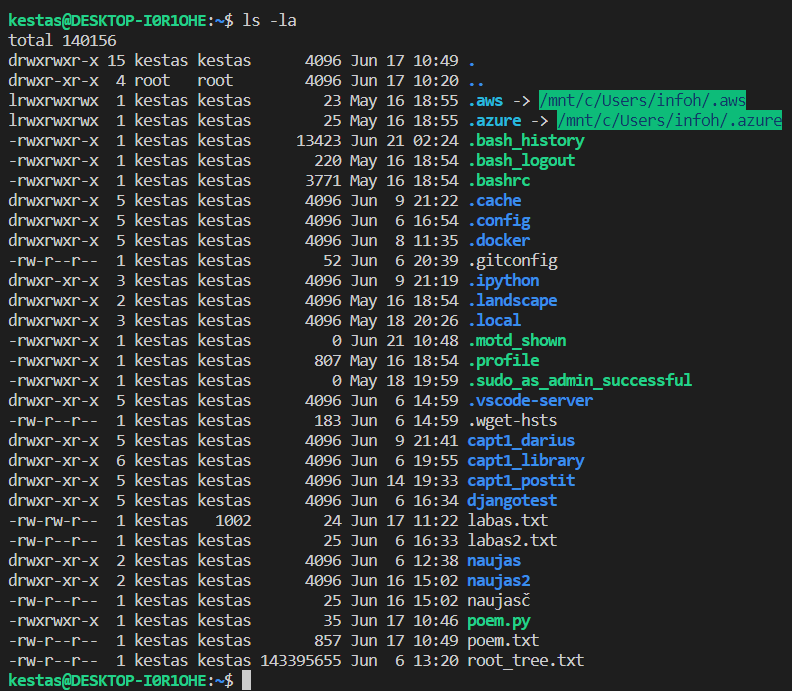 kestas@DESKTOP-I0R1OHE:~$ ls -la
total 140156
drwxrwxr-x 15 kestas kestas      4096 Jun 17 10:49 .
drwxr-xr-x  4 root   root        4096 Jun 17 10:20 ..
lrwxrwxrwx  1 kestas kestas        23 May 16 18:55 .aws -> /mnt/c/Users/infoh/.aws
lrwxrwxrwx  1 kestas kestas        25 May 16 18:55 .azure -> /mnt/c/Users/infoh/.azure
-rwxrwxr-x  1 kestas kestas     13423 Jun 21 02:24 .bash_history
-rwxrwxr-x  1 kestas kestas       220 May 16 18:54 .bash_logout
-rwxrwxr-x  1 kestas kestas      3771 May 16 18:54 .bashrc
drwxrwxr-x  5 kestas kestas      4096 Jun  9 21:22 .cache
drwxrwxr-x  5 kestas kestas      4096 Jun  6 16:54 .config
drwxrwxr-x  5 kestas kestas      4096 Jun  8 11:35 .docker
-rw-r--r--  1 kestas kestas        52 Jun  6 20:39 .gitconfig
drwxr-xr-x  3 kestas kestas      4096 Jun  9 21:19 .ipython
drwxrwxr-x  2 kestas kestas      4096 May 16 18:54 .landscape
drwxrwxr-x  3 kestas kestas      4096 May 18 20:26 .local
-rwxrwxr-x  1 kestas kestas         0 Jun 21 10:48 .motd_shown
-rwxrwxr-x  1 kestas kestas       807 May 16 18:54 .profile
-rwxrwxr-x  1 kestas kestas         0 May 18 19:59 .sudo_as_admin_successful
drwxr-xr-x  5 kestas kestas      4096 Jun  6 14:59 .vscode-server
-rw-r--r--  1 kestas kestas       183 Jun  6 14:59 .wget-hsts
drwxr-xr-x  5 kestas kestas      4096 Jun  9 21:41 capt1_darius
drwxr-xr-x  6 kestas kestas      4096 Jun  6 19:55 capt1_library
drwxr-xr-x  5 kestas kestas      4096 Jun 14 19:33 capt1_postit
drwxr-xr-x  5 kestas kestas      4096 Jun  6 16:34 djangotest
-rw-rw-r--  1 kestas   1002        24 Jun 17 11:22 labas.txt
-rw-r--r--  1 kestas kestas        25 Jun  6 16:33 labas2.txt
drwxr-xr-x  2 kestas kestas      4096 Jun  6 12:38 naujas
drwxr-xr-x  2 kestas kestas      4096 Jun 16 15:02 naujas2
-rw-r--r--  1 kestas kestas        25 Jun 16 15:02 naujasč
-rwxrwxr-x  1 kestas kestas        35 Jun 17 10:46 poem.py
-rw-r--r--  1 kestas kestas       857 Jun 17 10:49 poem.txt
-rw-r--r--  1 kestas kestas 143395655 Jun  6 13:20 root_tree.txt
kestas@DESKTOP-I0R1OHE:~$